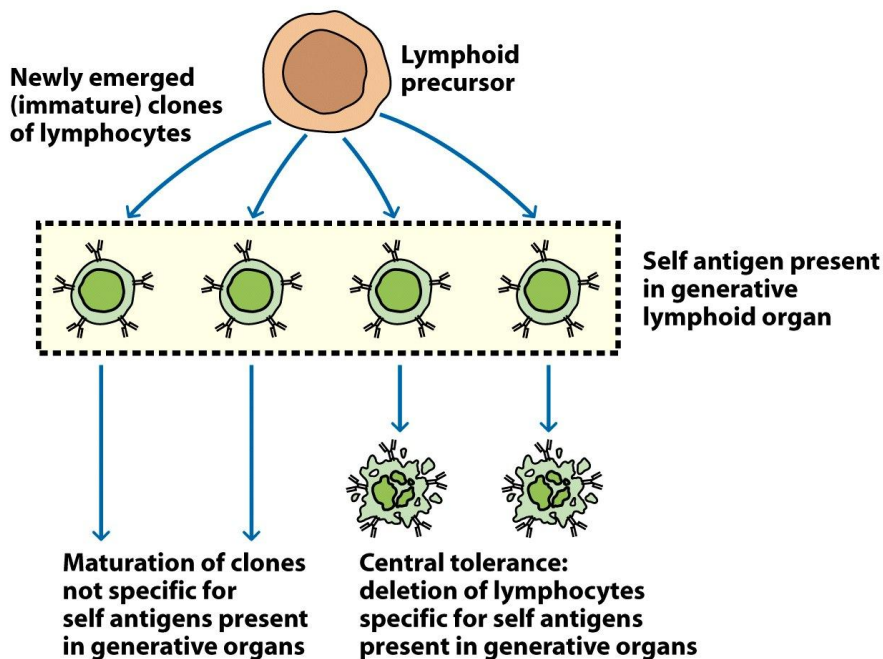 Lymphoid
precursor
Newly emerged
(immature) clones
of lymphocytes
Self antigen present
in generative
lymphoid organ
Maturation of clones
not specific for
self antigens present
in generative organs
Central tolerance:
deletion of lymphocytes
specific for self antigens
present in generative organs